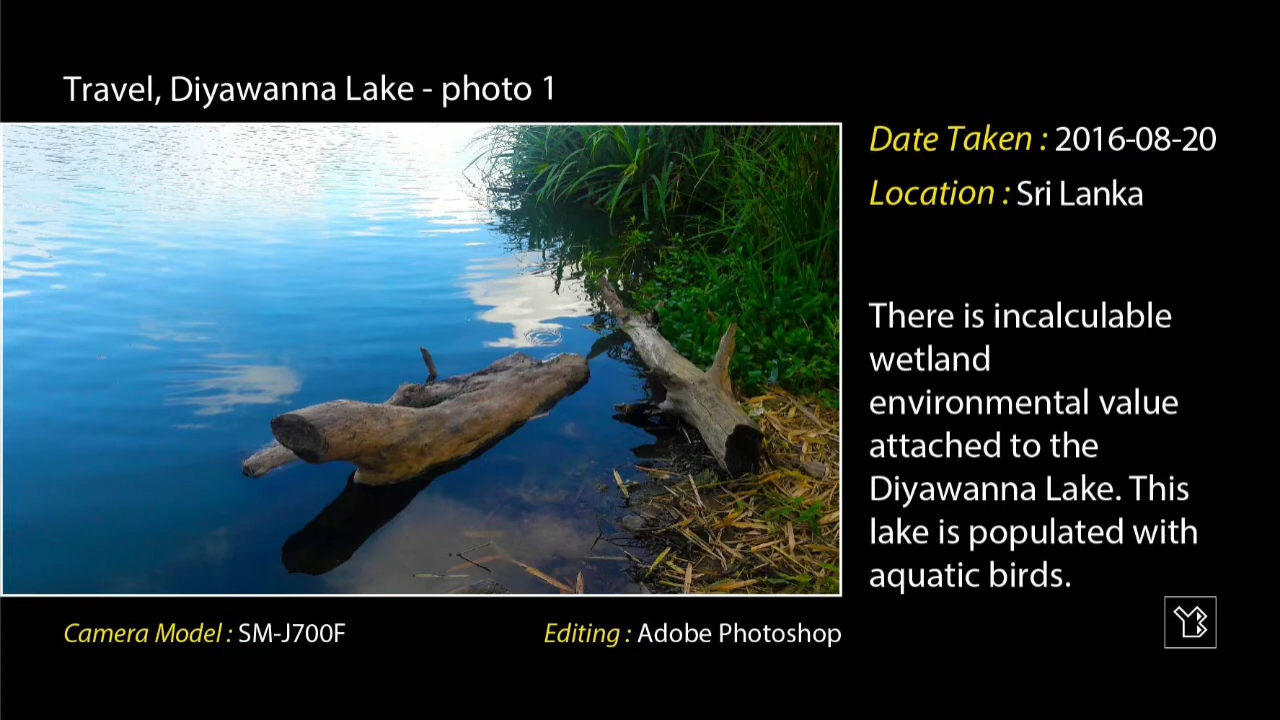 Travel, Diyawanna Lake - photo 1
Date Taken : 2016-08-20
Location : Sri Lanka
There is incalculable
wetland
environmental value
attached to the
Diyawanna Lake. This
lake is populated with
aquatic birds.
Camera Model : SM-J700F
Editing : Adobe Photoshop